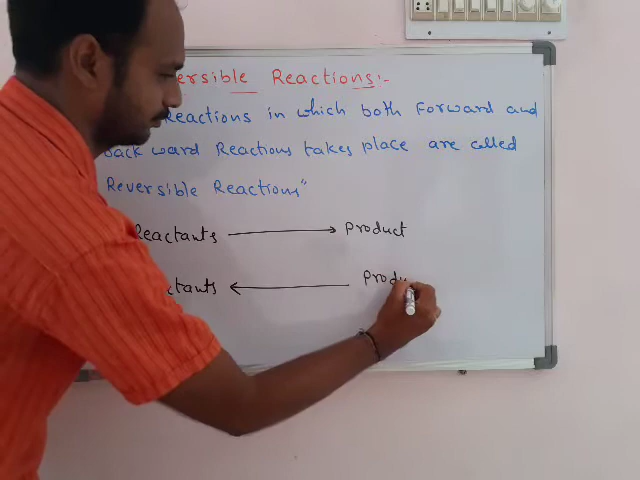 ersible Reactions:-
Reactions in which both Forward and
back ward Reactions takes place are called
Reversible Reactions"
Reactants ⟶ Product
ctants ⟵ Produ